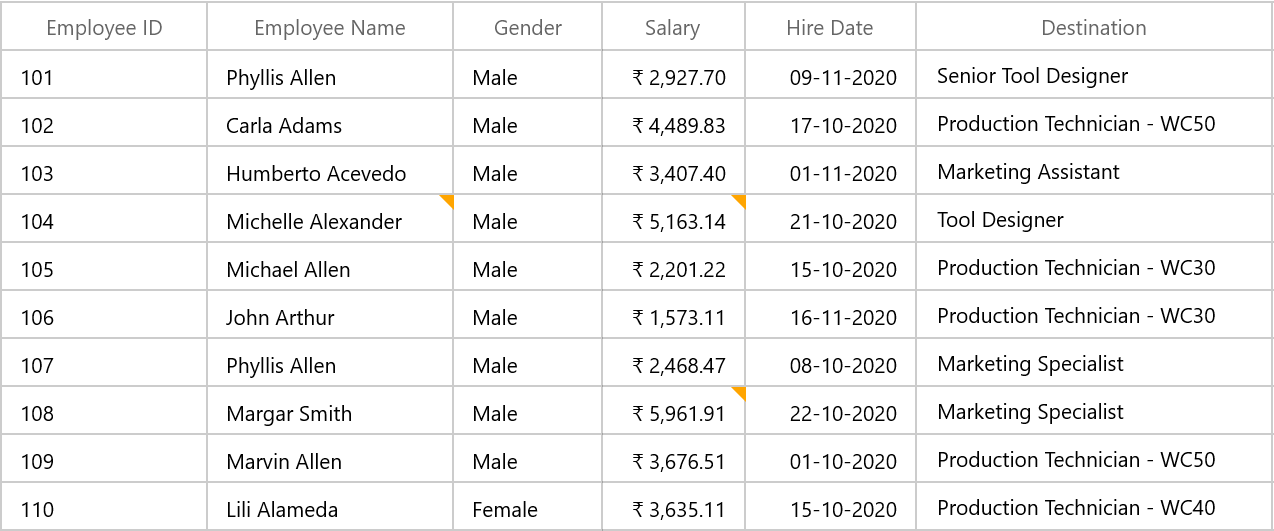 Employee ID Employee Name Gender Salary Hire Date Destination
101 Phyllis Allen Male ₹ 2,927.70 09-11-2020 Senior Tool Designer
102 Carla Adams Male ₹ 4,489.83 17-10-2020 Production Technician - WC50
103 Humberto Acevedo Male ₹ 3,407.40 01-11-2020 Marketing Assistant
104 Michelle Alexander Male ₹ 5,163.14 21-10-2020 Tool Designer
105 Michael Allen Male ₹ 2,201.22 15-10-2020 Production Technician - WC30
106 John Arthur Male ₹ 1,573.11 16-11-2020 Production Technician - WC30
107 Phyllis Allen Male ₹ 2,468.47 08-10-2020 Marketing Specialist
108 Margar Smith Male ₹ 5,961.91 22-10-2020 Marketing Specialist
109 Marvin Allen Male ₹ 3,676.51 01-10-2020 Production Technician - WC50
110 Lili Alameda Female ₹ 3,635.11 15-10-2020 Production Technician - WC40